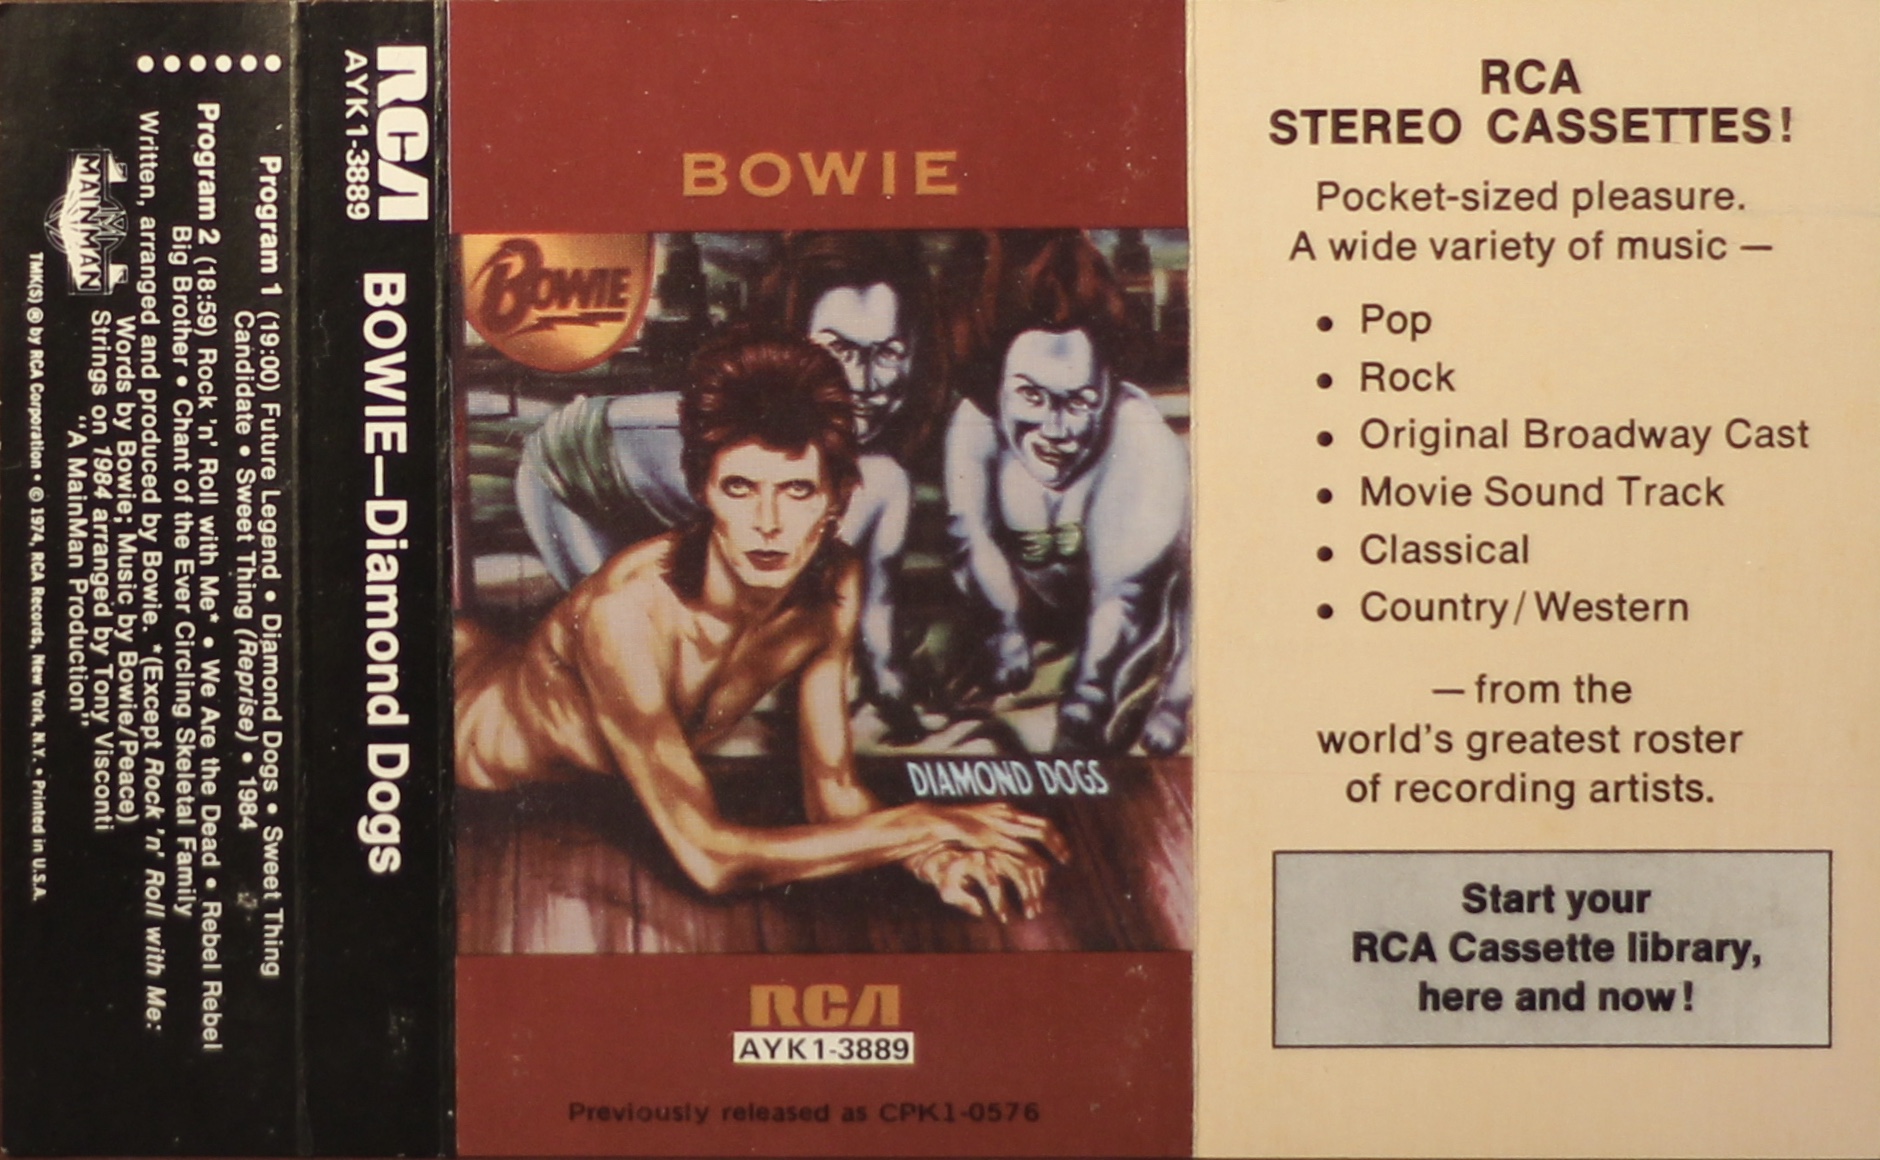 Program 1 (19:00) Future Legend • Diamond Dogs • Sweet Thing
Candidate • Sweet Thing (Reprise) • 1984
Program 2 (18:59) Rock 'n' Roll with Me* • We Are the Dead • Rebel Rebel
Big Brother • Chant of the Ever Circling Skeletal Family
Written, arranged and produced by Bowie. *(Except Rock 'n' Roll with Me:
Words by Bowie; Music by Bowie/Peace)
Strings on 1984 arranged by Tony Visconti
"A MainMan Production"
MAINMAN
TMK(S) ® by RCA Corporation • © 1974, RCA Records, New York, N.Y. • Printed in U.S.A.
RCA
AYK1-3889
BOWIE—Diamond Dogs
BOWIE
BOWIE
DIAMOND DOGS
RCA
AYK1-3889
Previously released as CPK1-0576
RCA
STEREO CASSETTES!
Pocket-sized pleasure.
A wide variety of music —
• Pop
• Rock
• Original Broadway Cast
• Movie Sound Track
• Classical
• Country/Western
— from the
world's greatest roster
of recording artists.
Start your
RCA Cassette library,
here and now!